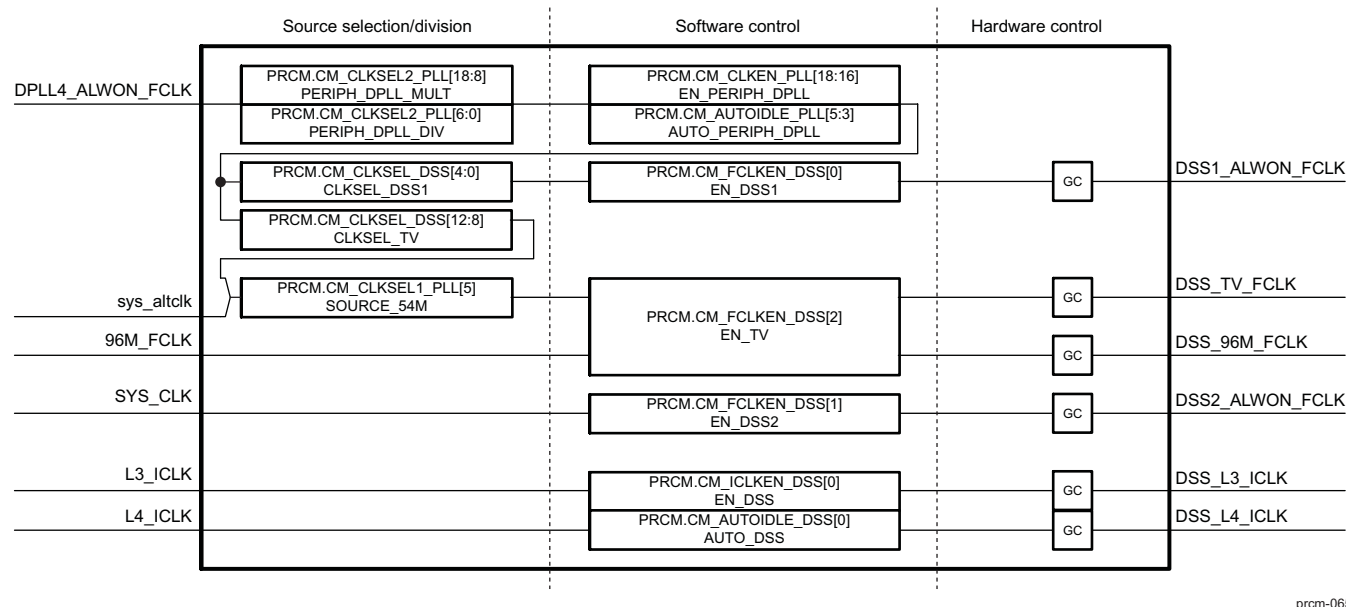 Source selection/division
Software control
Hardware control
DPLL4_ALWON_FCLK
PRCM.CM_CLKSEL2_PLL[18:8]
PERIPH_DPLL_MULT
PRCM.CM_CLKSEL2_PLL[6:0]
PERIPH_DPLL_DIV
PRCM.CM_CLKEN_PLL[18:16]
EN_PERIPH_DPLL
PRCM.CM_AUTOIDLE_PLL[5:3]
AUTO_PERIPH_DPLL
PRCM.CM_CLKSEL_DSS[4:0]
CLKSEL_DSS1
PRCM.CM_FCLKEN_DSS[0]
EN_DSS1
GC
DSS1_ALWON_FCLK
PRCM.CM_CLKSEL_DSS[12:8]
CLKSEL_TV
sys_altclk
PRCM.CM_CLKSEL1_PLL[5]
SOURCE_54M
PRCM.CM_FCLKEN_DSS[2]
EN_TV
GC
DSS_TV_FCLK
96M_FCLK
GC
DSS_96M_FCLK
SYS_CLK
PRCM.CM_FCLKEN_DSS[1]
EN_DSS2
GC
DSS2_ALWON_FCLK
L3_ICLK
PRCM.CM_ICLKEN_DSS[0]
EN_DSS
GC
DSS_L3_ICLK
L4_ICLK
PRCM.CM_AUTOIDLE_DSS[0]
AUTO_DSS
GC
DSS_L4_ICLK